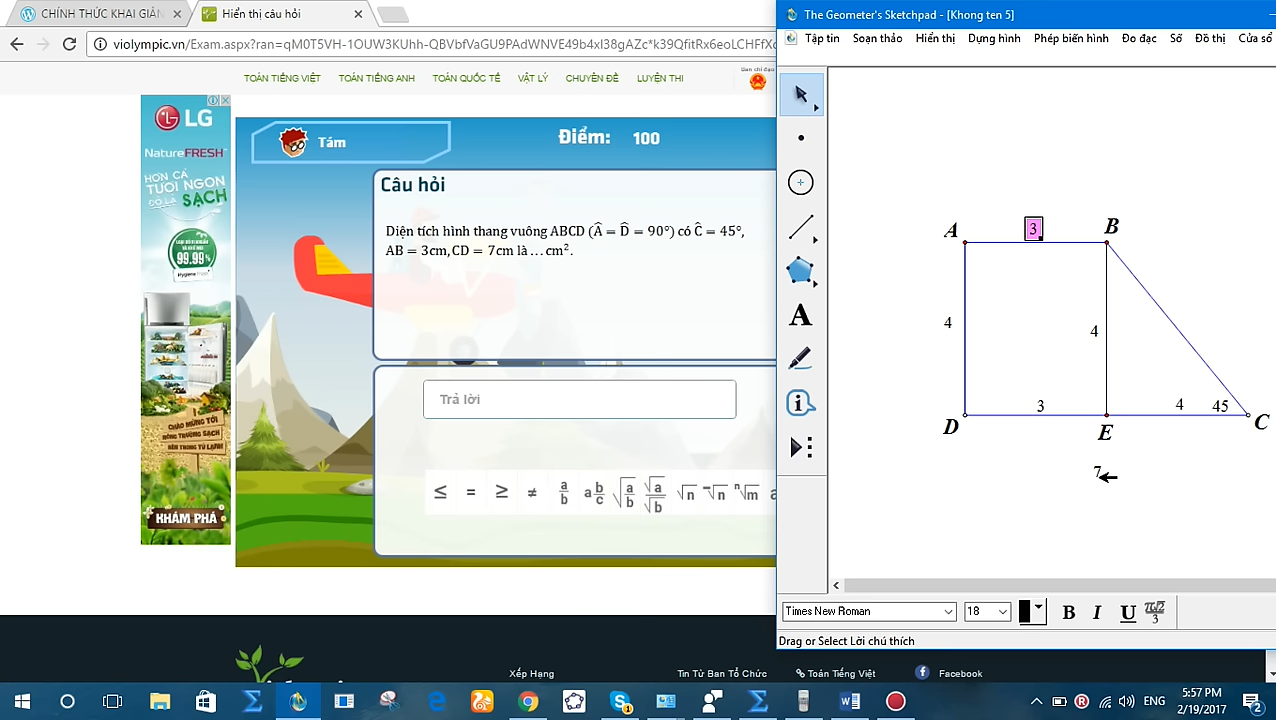 CHÍNH THỨC KHAI GIẢN
Hiển thị câu hỏi
The Geometer's Sketchpad - [Khong ten 5]
violympic.vn/Exam.aspx?ran=
Tập tin Soạn thảo Hiển thị Dựng hình Phép biến hình Đo đạc Số Đồ thị Cửa sổ
TOÁN TIẾNG VIỆT TOÁN TIẾNG ANH TOÁN QUỐC TẾ VẬT LÝ CHUYÊN ĐỀ LUYỆN THI
LG
NatureFRESH
HƠN CẢ
TƯƠI NGON
ĐÓ LÀ SẠCH
99.99%
Hygiene Fresh
KHÁM PHÁ
Tám
Điểm: 100
Câu hỏi
Diện tích hình thang vuông ABCD (Â = D̂ = 90°) có Ĉ = 45°,
AB = 3cm, CD = 7cm là ... cm².
Trả lời
≤ = ≥ ≠ a/b a b/c √a/b √a/√b √n ⁻√n ⁿ√m
A 3 B
4 4
3 4 45
D E C
7
A
Times New Roman 18 B I U
Drag or Select Lời chú thích
Xếp Hạng Tin Từ Ban Tổ Chức Toán Tiếng Việt Facebook
ENG
5:57 PM
2/19/2017
2